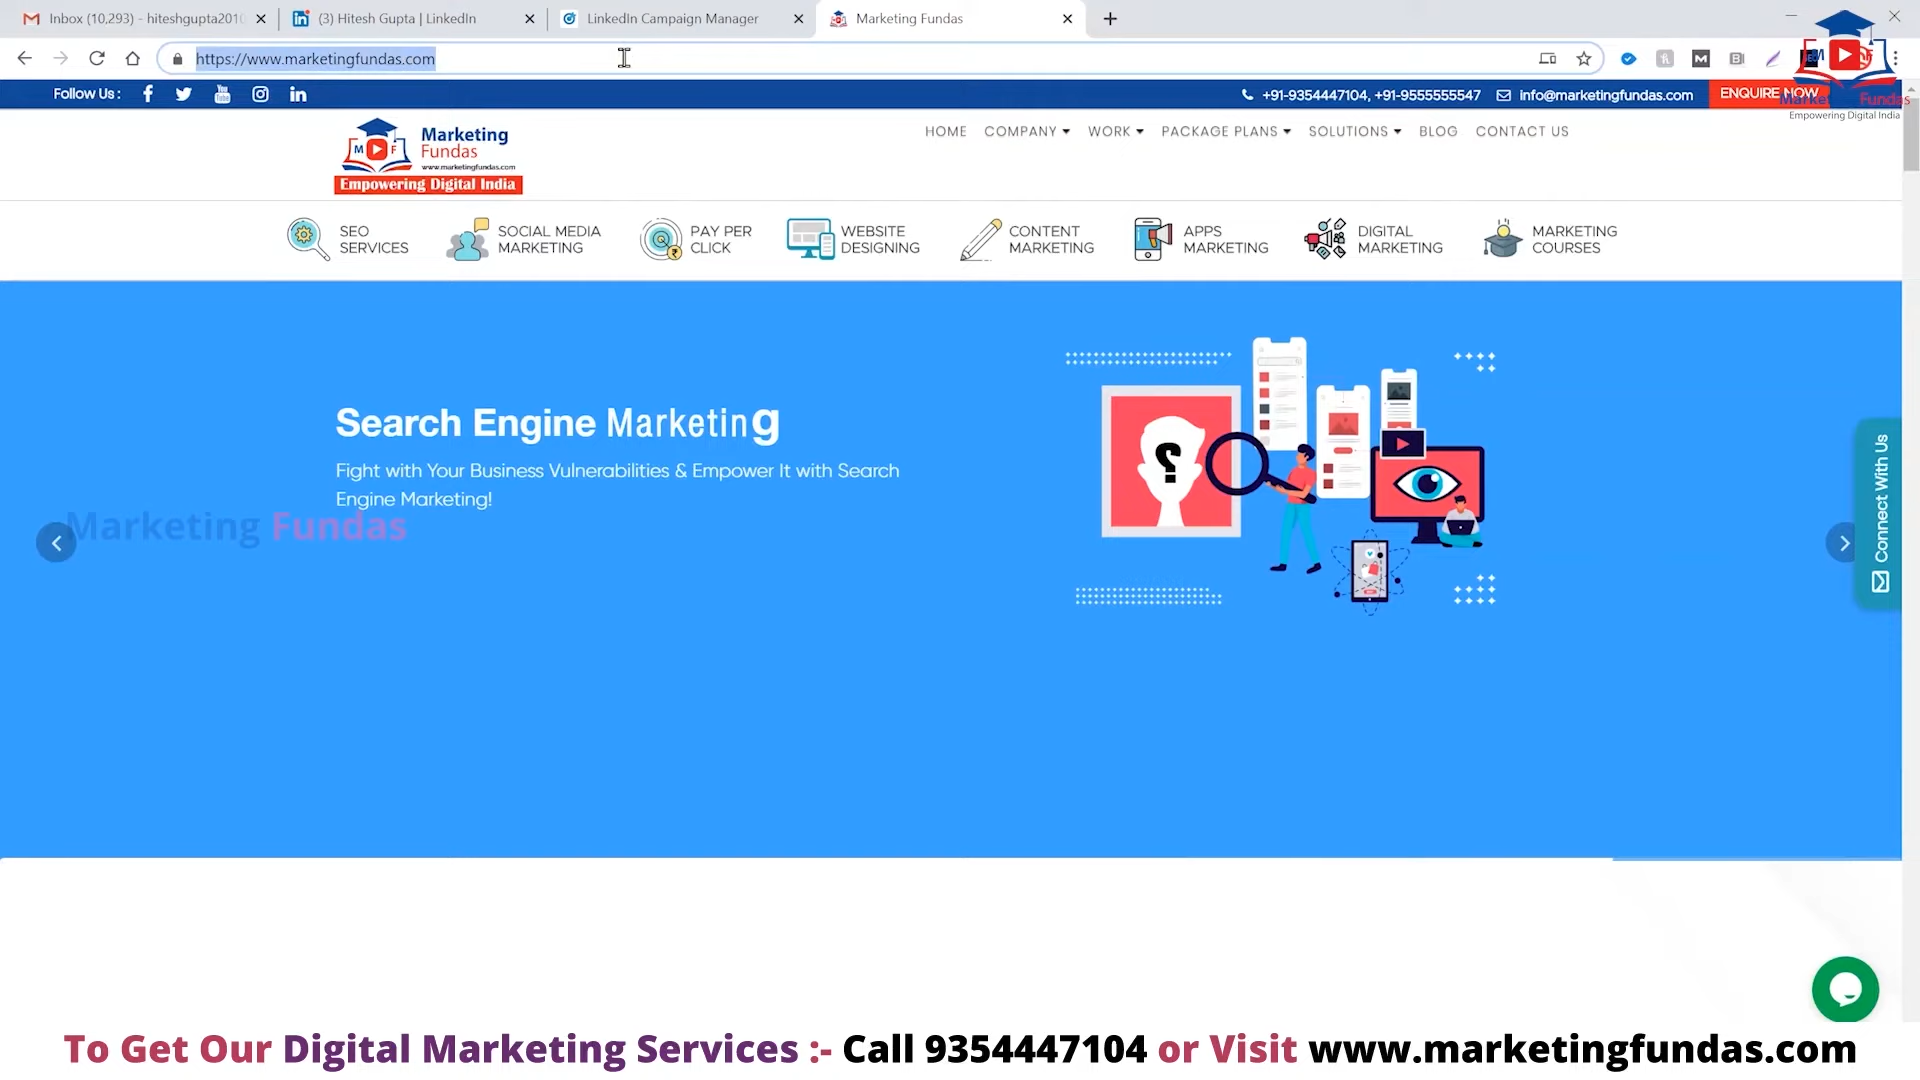 Inbox (10,293) - hiteshgupta201
(3) Hitesh Gupta | LinkedIn
LinkedIn Campaign Manager
Marketing Fundas
https://www.marketingfundas.com
Follow Us :
+91-9354447104, +91-9555555547
info@marketingfundas.com
ENQUIRE NOW
Empowering Digital India
M F
Marketing
Fundas
www.marketingfundas.com
Empowering Digital India
HOME COMPANY WORK PACKAGE PLANS SOLUTIONS BLOG CONTACT US
SEO
SERVICES
SOCIAL MEDIA
MARKETING
PAY PER
CLICK
WEBSITE
DESIGNING
CONTENT
MARKETING
APPS
MARKETING
DIGITAL
MARKETING
MARKETING
COURSES
Search Engine Marketing
Fight with Your Business Vulnerabilities & Empower It with Search
Engine Marketing!
Marketing Fundas
?
Connect With Us
To Get Our Digital Marketing Services :- Call 9354447104 or Visit www.marketingfundas.com